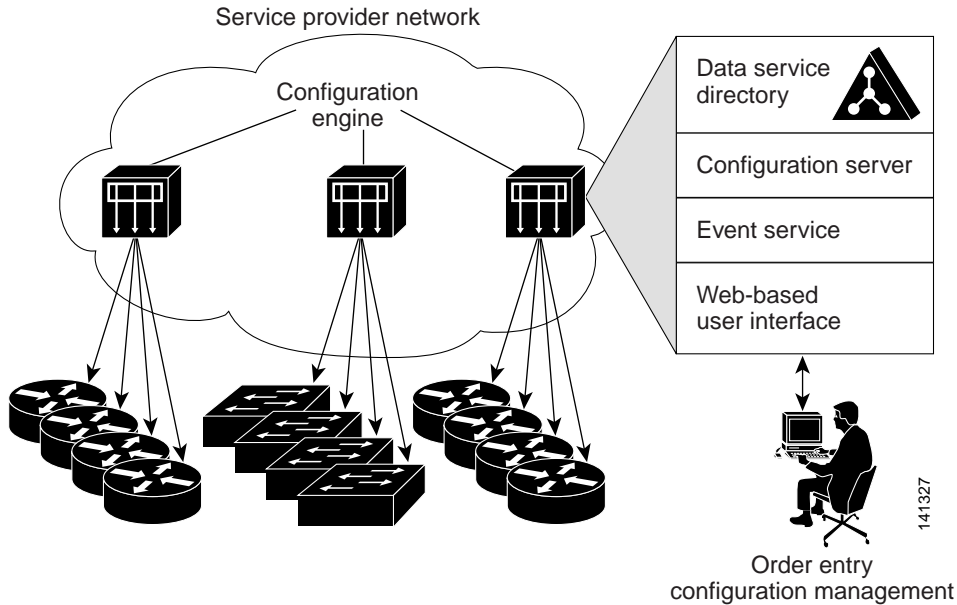 Service provider network
Configuration
engine
Data service
directory
Configuration server
Event service
Web-based
user interface
141327
Order entry
configuration management